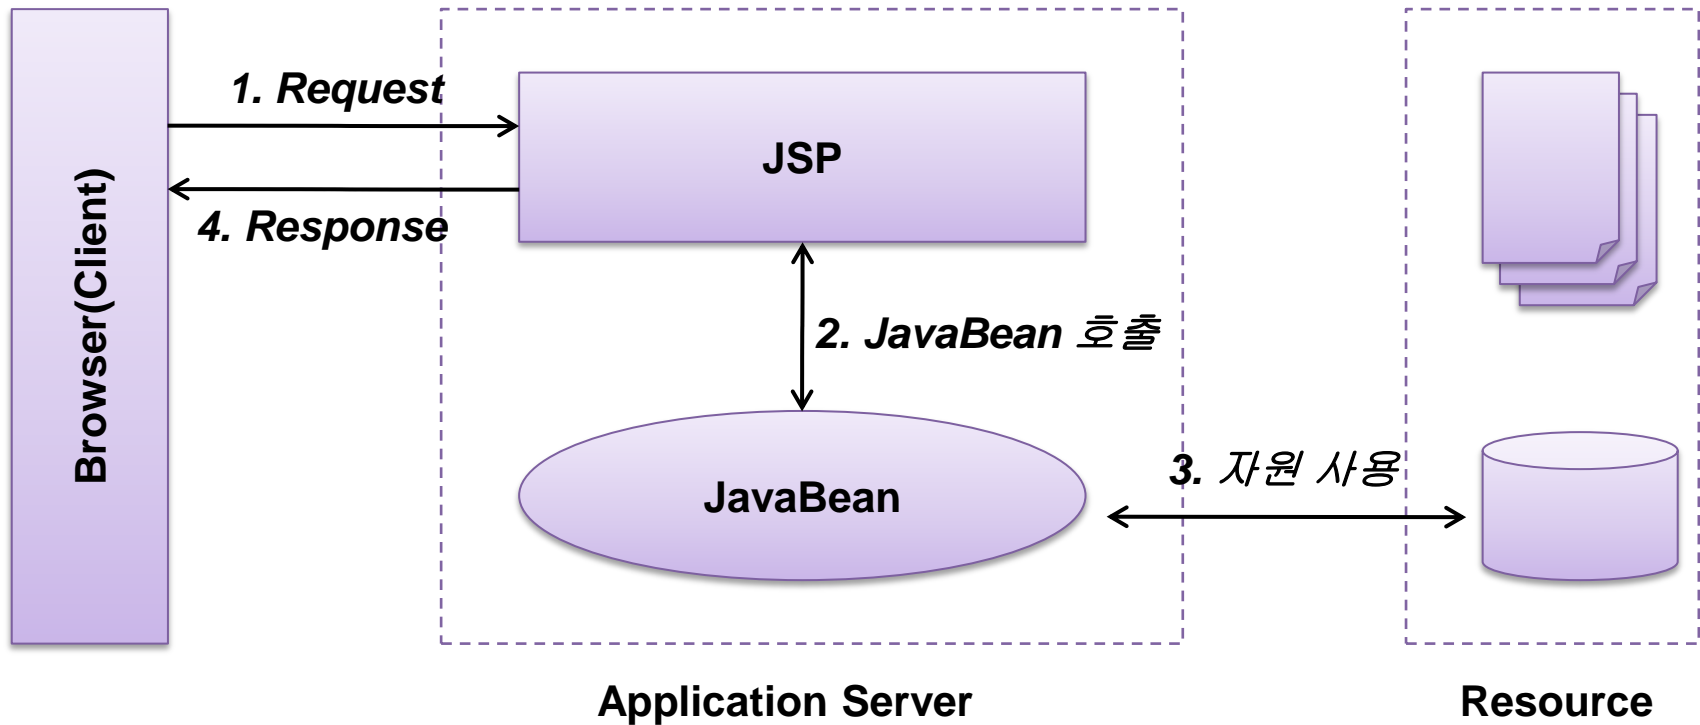 1. Request
JSP
4. Response
Browser(Client)
2. JavaBean 호출
JavaBean
3. 자원 사용
Application Server
Resource